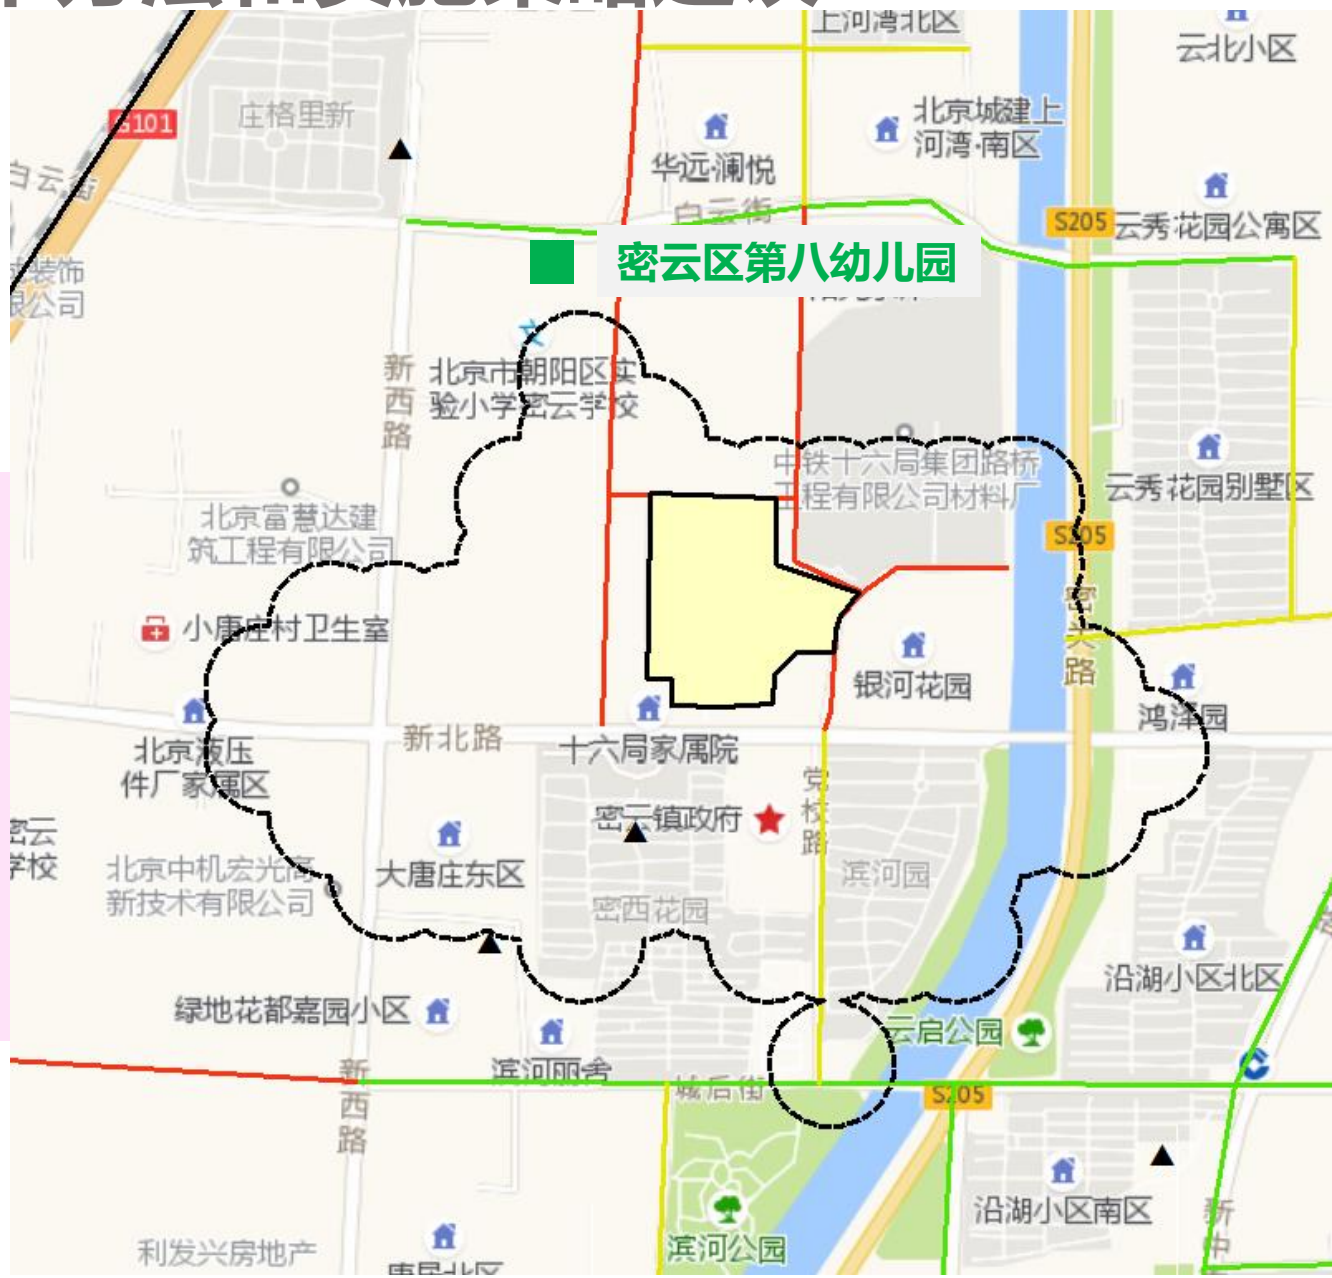 上河湾北区
云北小区
庄格里新
G101
北京城建上
河湾·南区
华远·澜悦
白云街
白云街
S205
云秀花园公寓区
密云区第八幼儿园
装饰
限公司
新西路
北京市朝阳区实
验小学密云学校
中铁十六局集团路桥
工程有限公司材料厂
云秀花园别墅区
北京富慧达建
筑工程有限公司
S205
密关路
小唐庄村卫生室
银河花园
鸿泽园
新北路
十六局家属院
北京液压
件厂家属区
党校路
密云镇政府
密云
学校
大唐庄东区
北京中机宏光高
新技术有限公司
滨河园
密西花园
沿湖小区北区
绿地花都嘉园小区
云启公园
滨河丽舍
新西路
城后街
S205
沿湖小区南区
新中
滨河公园
利发兴房地产